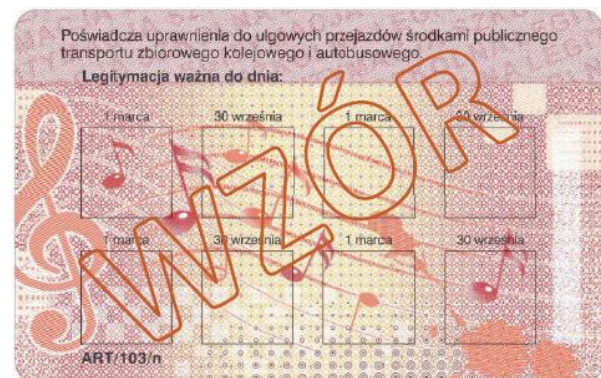 Poświadcza uprawnienia do ulgowych przejazdów środkami publicznego
transportu zbiorowego kolejowego i autobusowego.
Legitymacja ważna do dnia:
1 marca 30 września 1 marca 30 września
WZÓR
1 marca 30 września 1 marca 30 września
ART/103/n